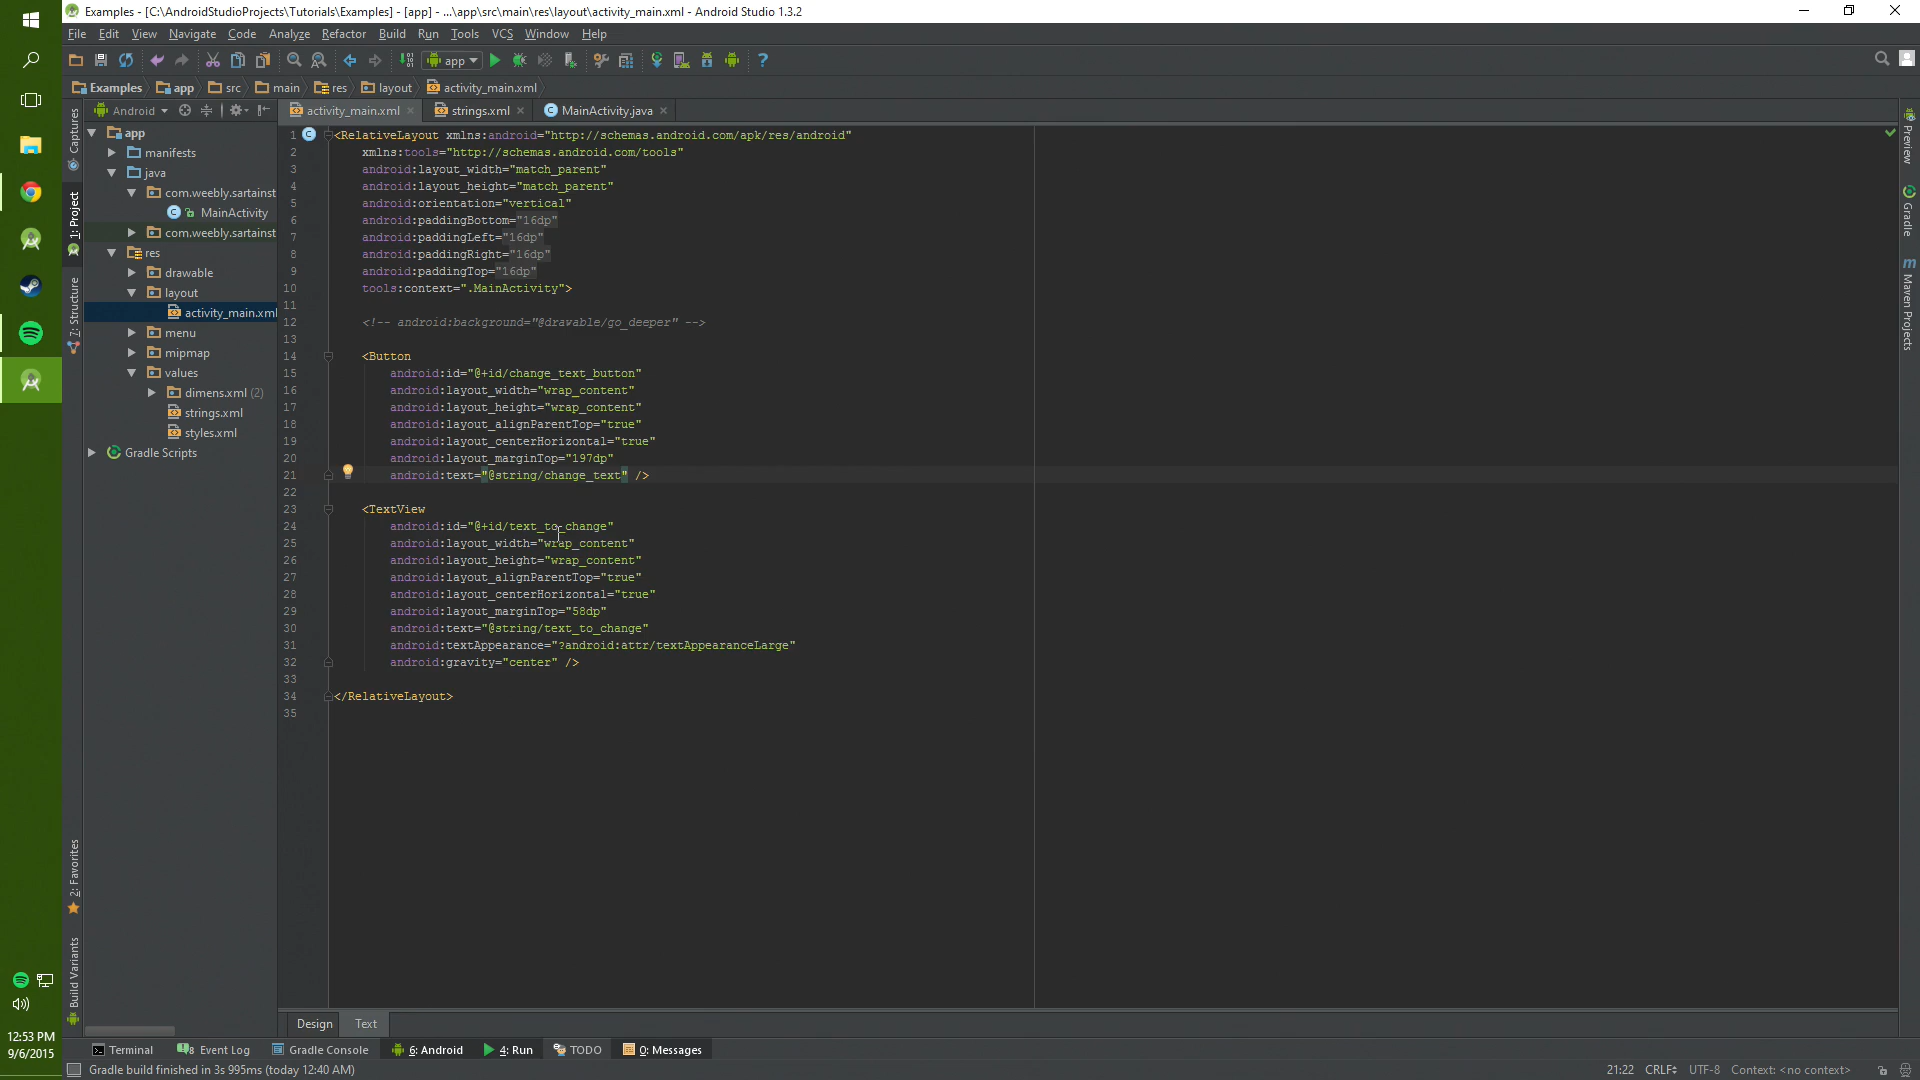 Examples - [C:\AndroidStudioProjects\Tutorials\Examples] - [app] - ...\app\src\main\res\layout\activity_main.xml - Android Studio 1.3.2
File Edit View Navigate Code Analyze Refactor Build Run Tools VCS Window Help
app
Examples app src main res layout activity_main.xml
Android
activity_main.xml strings.xml MainActivity.java
Captures
1: Project
7: Structure
2: Favorites
Build Variants
app
manifests
java
com.weebly.sartainst
MainActivity
com.weebly.sartainst
res
drawable
layout
activity_main.xml
menu
mipmap
values
dimens.xml (2)
strings.xml
styles.xml
Gradle Scripts
1 <RelativeLayout xmlns:android="http://schemas.android.com/apk/res/android"
2 xmlns:tools="http://schemas.android.com/tools"
3 android:layout_width="match_parent"
4 android:layout_height="match_parent"
5 android:orientation="vertical"
6 android:paddingBottom="16dp"
7 android:paddingLeft="16dp"
8 android:paddingRight="16dp"
9 android:paddingTop="16dp"
10 tools:context=".MainActivity">
11
12 <!-- android:background="@drawable/go_deeper" -->
13
14 <Button
15 android:id="@+id/change_text_button"
16 android:layout_width="wrap_content"
17 android:layout_height="wrap_content"
18 android:layout_alignParentTop="true"
19 android:layout_centerHorizontal="true"
20 android:layout_marginTop="197dp"
21 android:text="@string/change_text" />
22
23 <TextView
24 android:id="@+id/text_to_change"
25 android:layout_width="wrap_content"
26 android:layout_height="wrap_content"
27 android:layout_alignParentTop="true"
28 android:layout_centerHorizontal="true"
29 android:layout_marginTop="58dp"
30 android:text="@string/text_to_change"
31 android:textAppearance="?android:attr/textAppearanceLarge"
32 android:gravity="center" />
33
34 </RelativeLayout>
35
Preview
Gradle
Maven Projects
Design Text
Terminal Event Log Gradle Console 6: Android 4: Run TODO 0: Messages
Gradle build finished in 3s 995ms (today 12:40 AM)
21:22 CRLF UTF-8 Context: <no context>
12:53 PM
9/6/2015